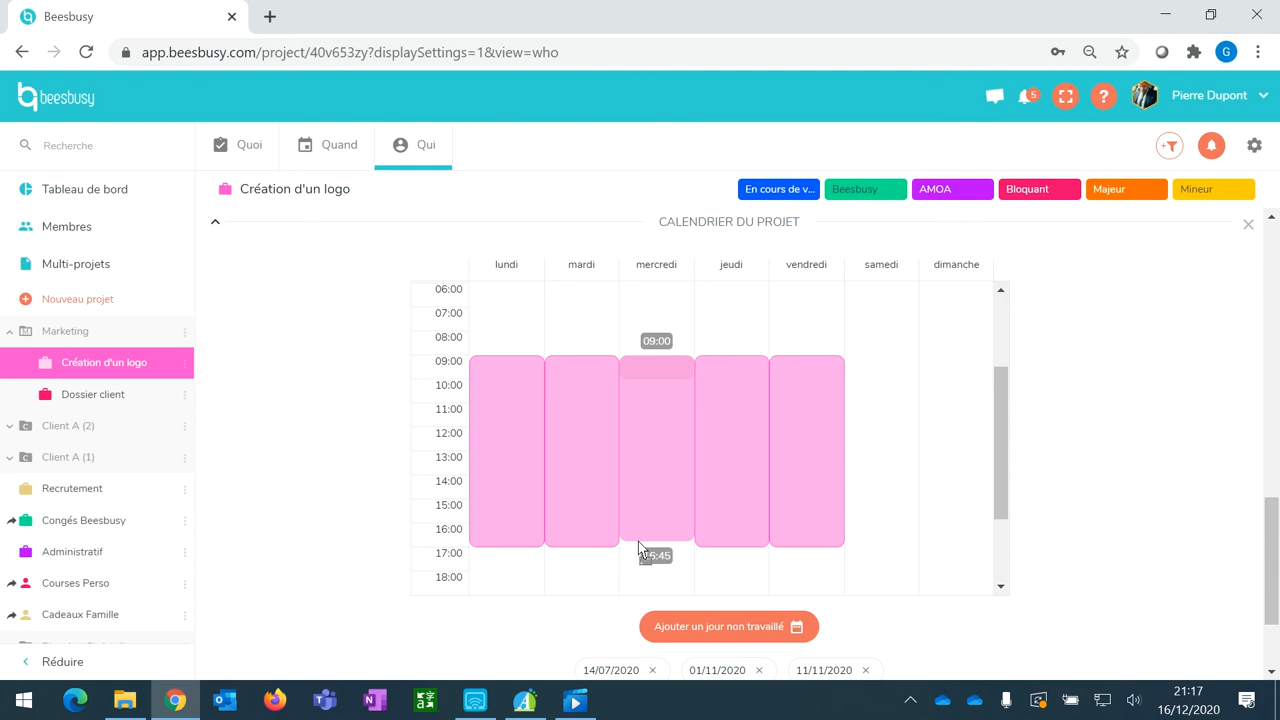 Beesbusy
app.beesbusy.com/project/40v653zy?displaySettings=1&view=who
G
beesbusy
5
?
Pierre Dupont
Recherche
Quoi
Quand
Qui
Création d'un logo
En cours de v...
Beesbusy
AMOA
Bloquant
Majeur
Mineur
CALENDRIER DU PROJET
Tableau de bord
Membres
Multi-projets
Nouveau projet
Marketing
Création d'un logo
Dossier client
Client A (2)
Client A (1)
Recrutement
Congés Beesbusy
Administratif
Courses Perso
Cadeaux Famille
Réduire
lundi mardi mercredi jeudi vendredi samedi dimanche
06:00
07:00
08:00
09:00
09:00
10:00
11:00
12:00
13:00
14:00
15:00
16:00
17:00
18:00
Ajouter un jour non travaillé
14/07/2020
01/11/2020
11/11/2020
21:17
16/12/2020